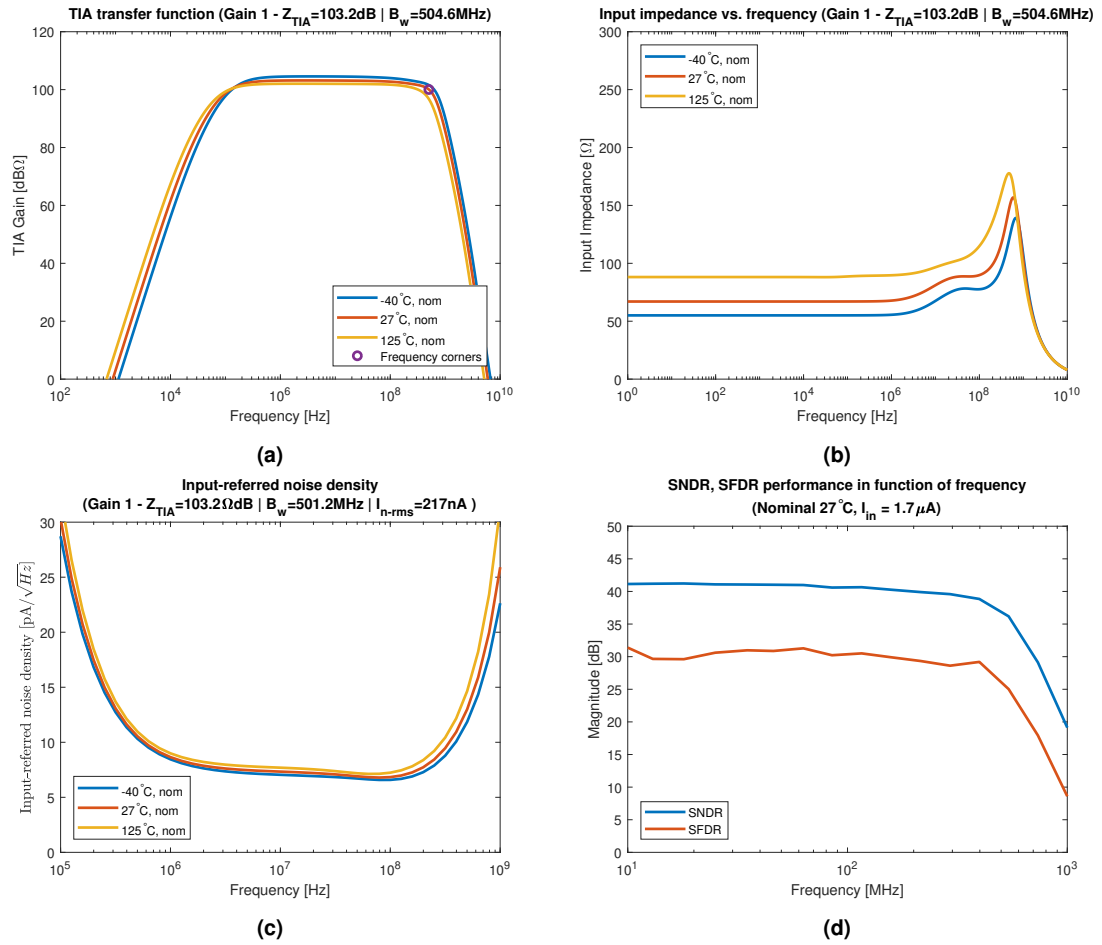 TIA transfer function (Gain 1 - Z_TIA=103.2dB | B_w=504.6MHz)
120
100
80
60
40
20
0
TIA Gain [dBΩ]
-40°C, nom
27°C, nom
125°C, nom
Frequency corners
10^2
10^4
10^6
10^8
10^10
Frequency [Hz]
(a)
Input impedance vs. frequency (Gain 1 - Z_TIA=103.2dB | B_w=504.6MHz)
300
250
200
150
100
50
0
Input Impedance [Ω]
-40°C, nom
27°C, nom
125°C, nom
10^0
10^2
10^4
10^6
10^8
10^10
Frequency [Hz]
(b)
Input-referred noise density
(Gain 1 - Z_TIA=103.2ΩdB | B_w=501.2MHz | I_n-rms=217nA )
30
25
20
15
10
5
0
Input-referred noise density [pA/√Hz]
-40°C, nom
27°C, nom
125°C, nom
10^5
10^6
10^7
10^8
10^9
Frequency [Hz]
(c)
SNDR, SFDR performance in function of frequency
(Nominal 27°C, I_in = 1.7μA)
50
45
40
35
30
25
20
15
10
5
0
Magnitude [dB]
SNDR
SFDR
10^1
10^2
10^3
Frequency [MHz]
(d)